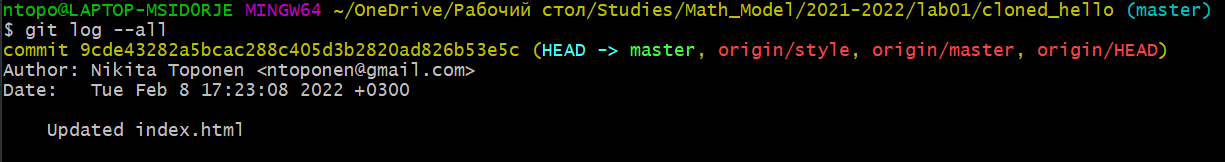 ntopo@LAPTOP-MSIDORJE MINGW64 ~/OneDrive/Рабочий стол/Studies/Math_Model/2021-2022/lab01/cloned_hello (master)
$ git log --all
commit 9cde43282a5bcac288c405d3b2820ad826b53e5c (HEAD -> master, origin/style, origin/master, origin/HEAD)
Author: Nikita Toponen <ntoponen@gmail.com>
Date:   Tue Feb 8 17:23:08 2022 +0300
    Updated index.html